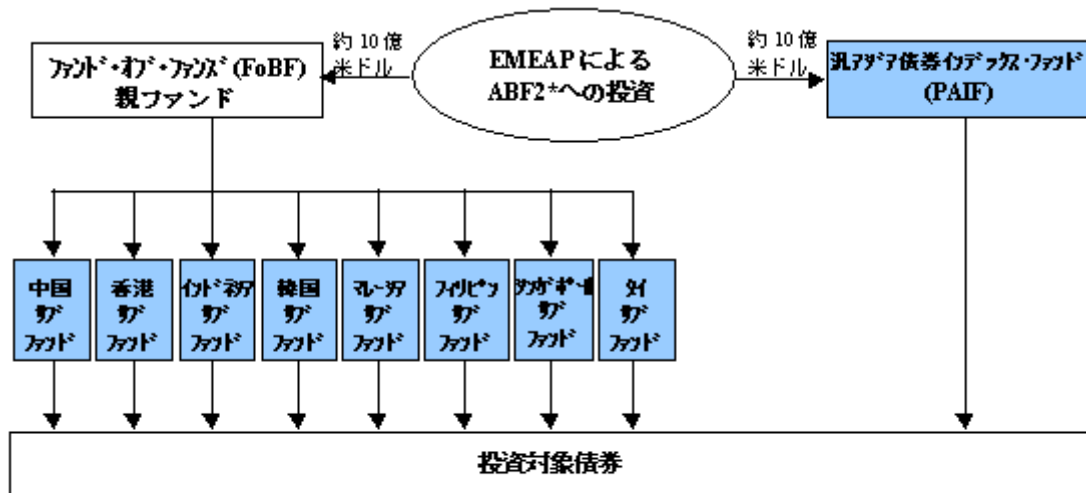 ファンド・オブ・ファンズ(FoBF)
親ファンド
約10億
米ドル
EMEAPによる
ABF2*への投資
約10億
米ドル
汎アジア債券インデックス・ファンド
(PAIF)
中国
サブ
ファンド
香港
サブ
ファンド
インドネシア
サブ
ファンド
韓国
サブ
ファンド
マレーシア
サブ
ファンド
フィリピン
サブ
ファンド
シンガポール
サブ
ファンド
タイ
サブ
ファンド
投資対象債券